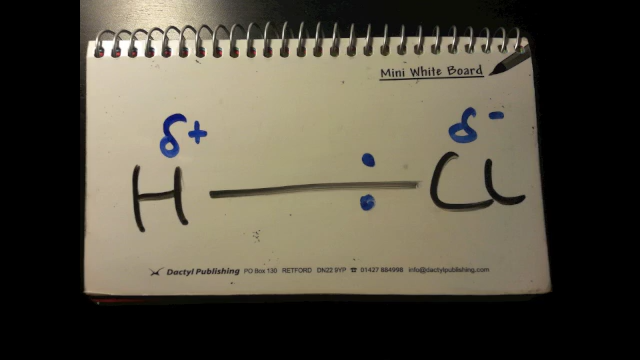 Mini White Board
δ+ δ-
H Cl
Dactyl Publishing PO Box 130 RETFORD DN22 9YP ☎ 01427 884998 info@dactylpublishing.com